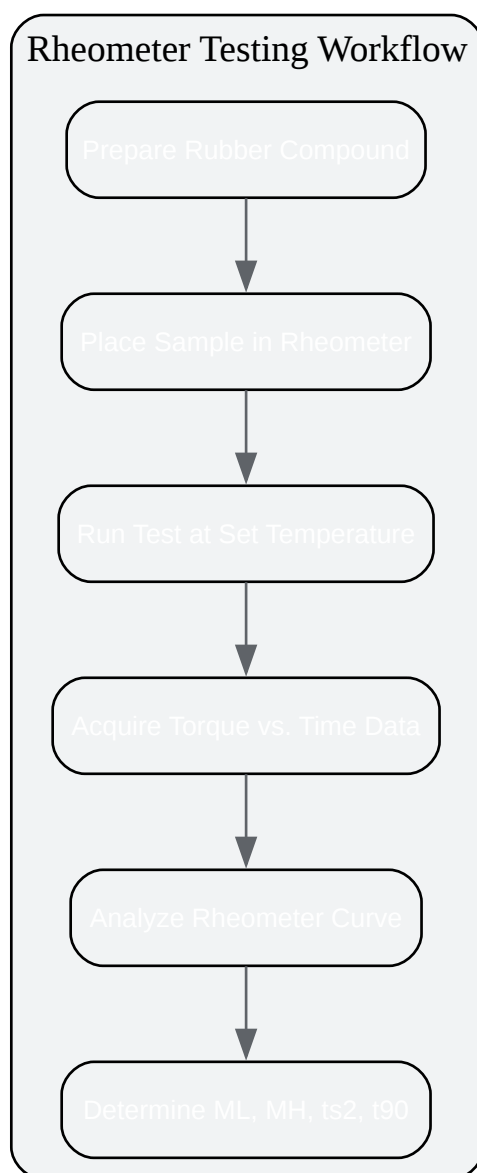 Rheometer Testing Workflow
Prepare Rubber Compound
Place Sample in Rheometer
Run Test at Set Temperature
Acquire Torque vs. Time Data
Analyze Rheometer Curve
Determine ML, MH, ts2, t90